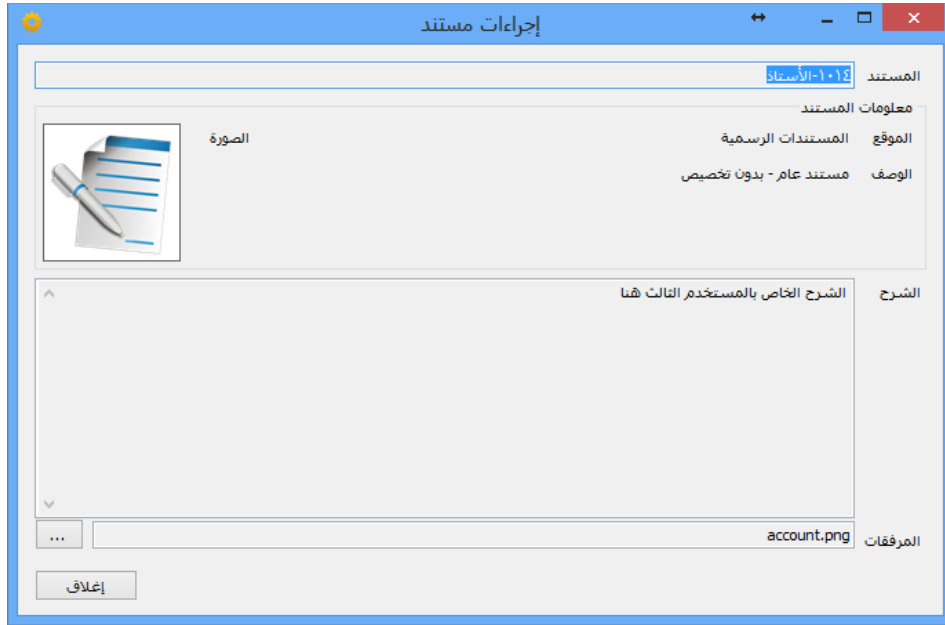 إجراءات مستند
المستند ١٠١٤-الأستاذ
معلومات المستند
الموقع المستندات الرسمية الصورة
الوصف مستند عام - بدون تخصيص
الشرح الشرح الخاص بالمستخدم الثالث هنا
المرفقات account.png ...
إغلاق